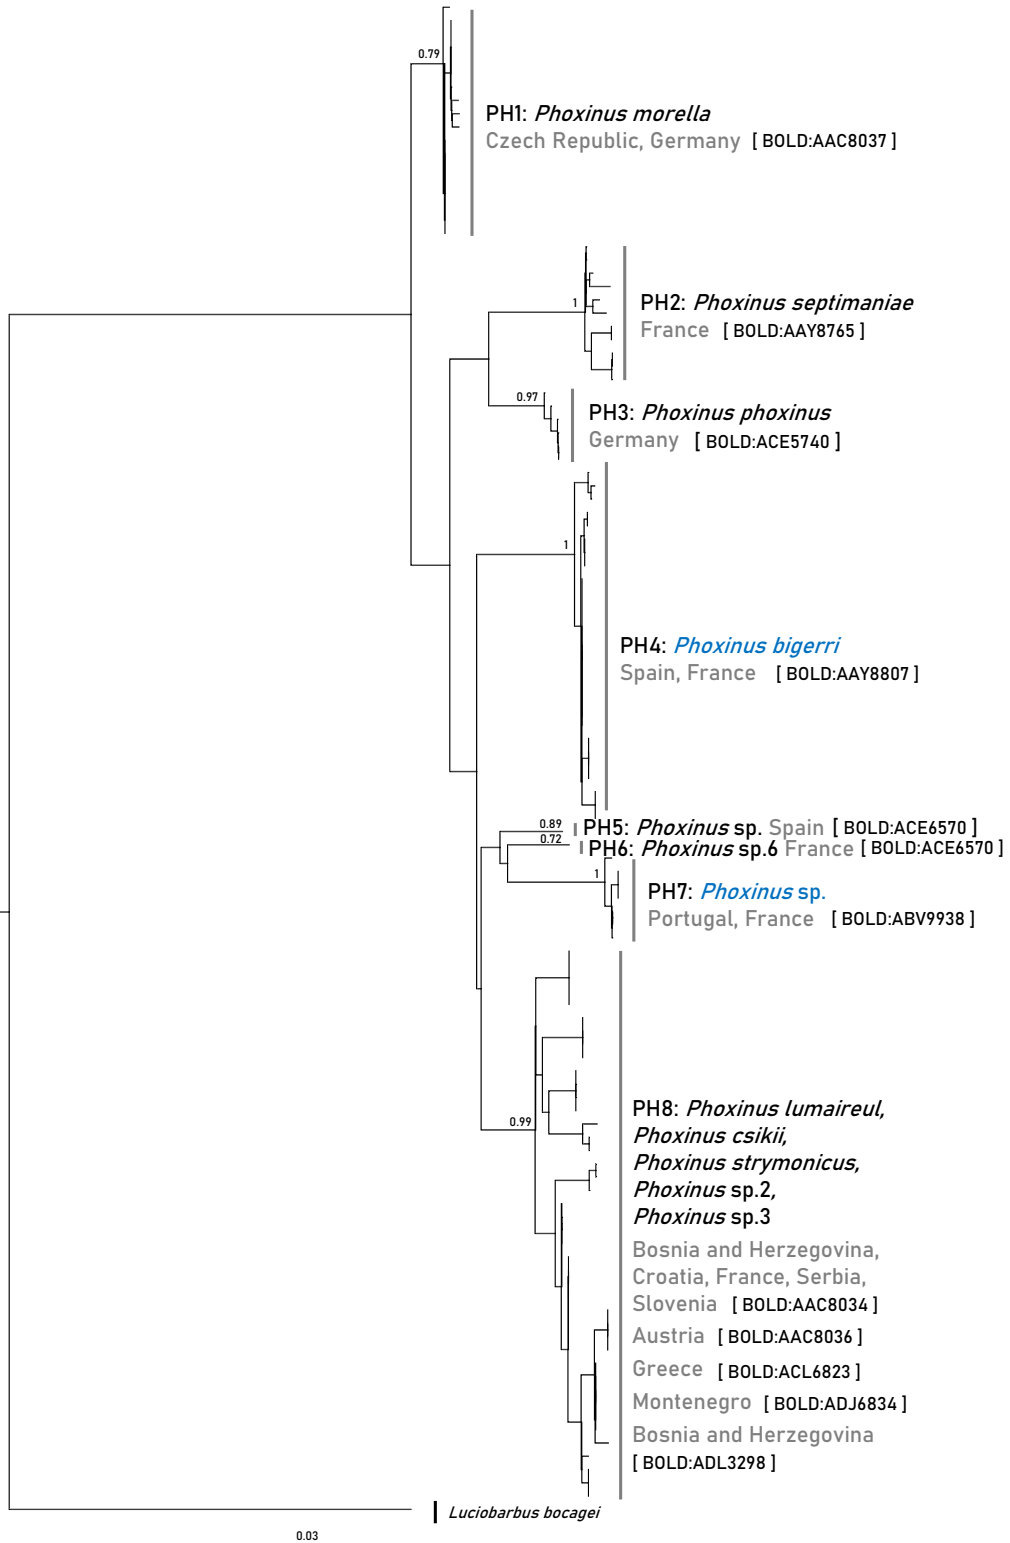 0.79
PH1: Phoxinus morella
Czech Republic, Germany [ BOLD:AAC8037 ]
1
PH2: Phoxinus septimaniae
France [ BOLD:AAY8765 ]
0.97
PH3: Phoxinus phoxinus
Germany [ BOLD:ACE5740 ]
1
PH4: Phoxinus bigerri
Spain, France [ BOLD:AAY8807 ]
0.89
PH5: Phoxinus sp. Spain [ BOLD:ACE6570 ]
0.72
PH6: Phoxinus sp.6 France [ BOLD:ACE6570 ]
1
PH7: Phoxinus sp.
Portugal, France [ BOLD:ABV9938 ]
0.99
PH8: Phoxinus lumaireul,
Phoxinus csikii,
Phoxinus strymonicus,
Phoxinus sp.2,
Phoxinus sp.3
Bosnia and Herzegovina,
Croatia, France, Serbia,
Slovenia [ BOLD:AAC8034 ]
Austria [ BOLD:AAC8036 ]
Greece [ BOLD:ACL6823 ]
Montenegro [ BOLD:ADJ6834 ]
Bosnia and Herzegovina
[ BOLD:ADL3298 ]
Luciobarbus bocagei
0.03